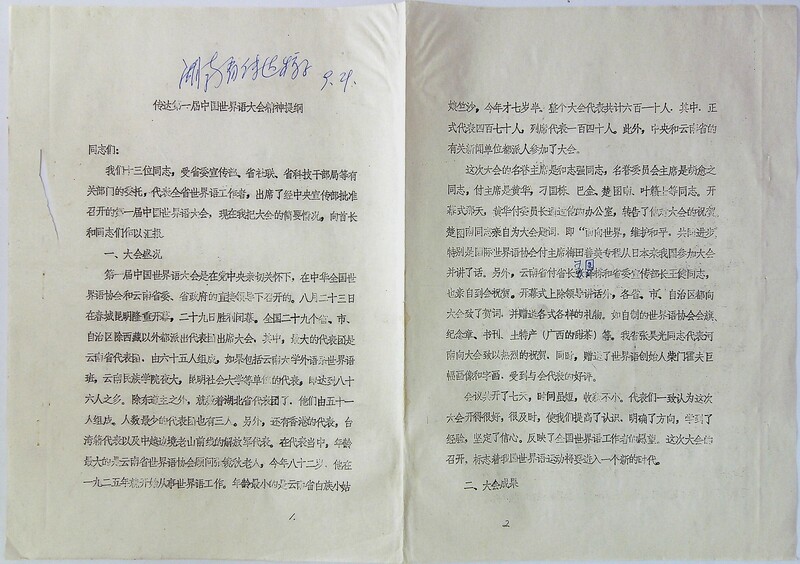 湖南省传达稿子 9.21.
传达第一届中国世界语大会精神提纲
同志们：
我们十三位同志，受省委宣传部、省社联、省科技干部局等有
关部门的委托，代表全省世界语工作者，出席了经中央宣传部批准
召开的第一届中国世界语大会，现在我把大会的简要情况，向首长
和同志们作以汇报。
一、大会盛况
第一届中国世界语大会是在党中央亲切关怀下，在中华全国世
界语协会和云南省委、省政府的直接领导下召开的。八月二十三日
在春城昆明隆重开幕，二十九日胜利闭幕。全国二十九个省、市、
自治区除西藏以外都派出代表团出席大会，其中，最大的代表团是
云南省代表团，由六十五人组成，如果包括云南大学外语系世界语
班，云南民族学院夜大，昆明社会大学等单位的代表，即达到八十
六人之多。除东道主之外，就数着湖北省代表团了，他们由五十一
人组成。人数最少的代表团也有三人。另外，还有香港的代表，台
湾籍代表以及中越边境老山前线的解放军代表。在代表当中，年龄
最大的是云南省世界语协会顾问 老人，今年八十二岁，他在
一九二五年就开始从事世界语工作。年龄最小的是云南省白族小姑
1.
娘竺沙，今年才七岁半。整个大会代表共计六百一十人，其中，正
式代表四百七十人，列席代表一百四十人。此外，中央和云南省的
有关新闻单位都派人参加了大会。
这次大会的名誉主席是和志强同志，名誉委员会主席是胡愈之
同志，付主席是黄华，刁国栋、巴金、楚图南、叶籁士等同志。开
幕式那天，黄华付委员长通过他的办公室，转告了他对大会的祝贺，
楚图南同志亲自为大会题词，即“面向世界，维护和平，共同进步”
特别是国际世界语协会付主席梅田善美专程从日本来我国参加大会
并讲了话。另外，云南省付省长刁国栋和省委宣传部长王 同志，
也亲自到会祝贺。开幕式上除领导讲话外，各省、市、自治区都向
大会致了贺词，并赠送各式各样的礼物。如自制的世界语协会会旗、
纪念章、书刊、土特产（广西的甜茶）等。我省张昊光同志代表河
南向大会致以热烈的祝贺，同时，赠送了世界语创始人柴门霍夫巨
幅画像和字画，受到与会代表的好评。
会议共开了七天，时间虽短，收获不小。代表们一致认为这次
大会开得很好，很及时，使我们提高了认识、明确了方向，学到了
经验，坚定了信心，反映了全国世界语工作者的愿望。这次大会的
召开，标志着我国世界语运动将要进入一个新的时代。
二、大会成果
2